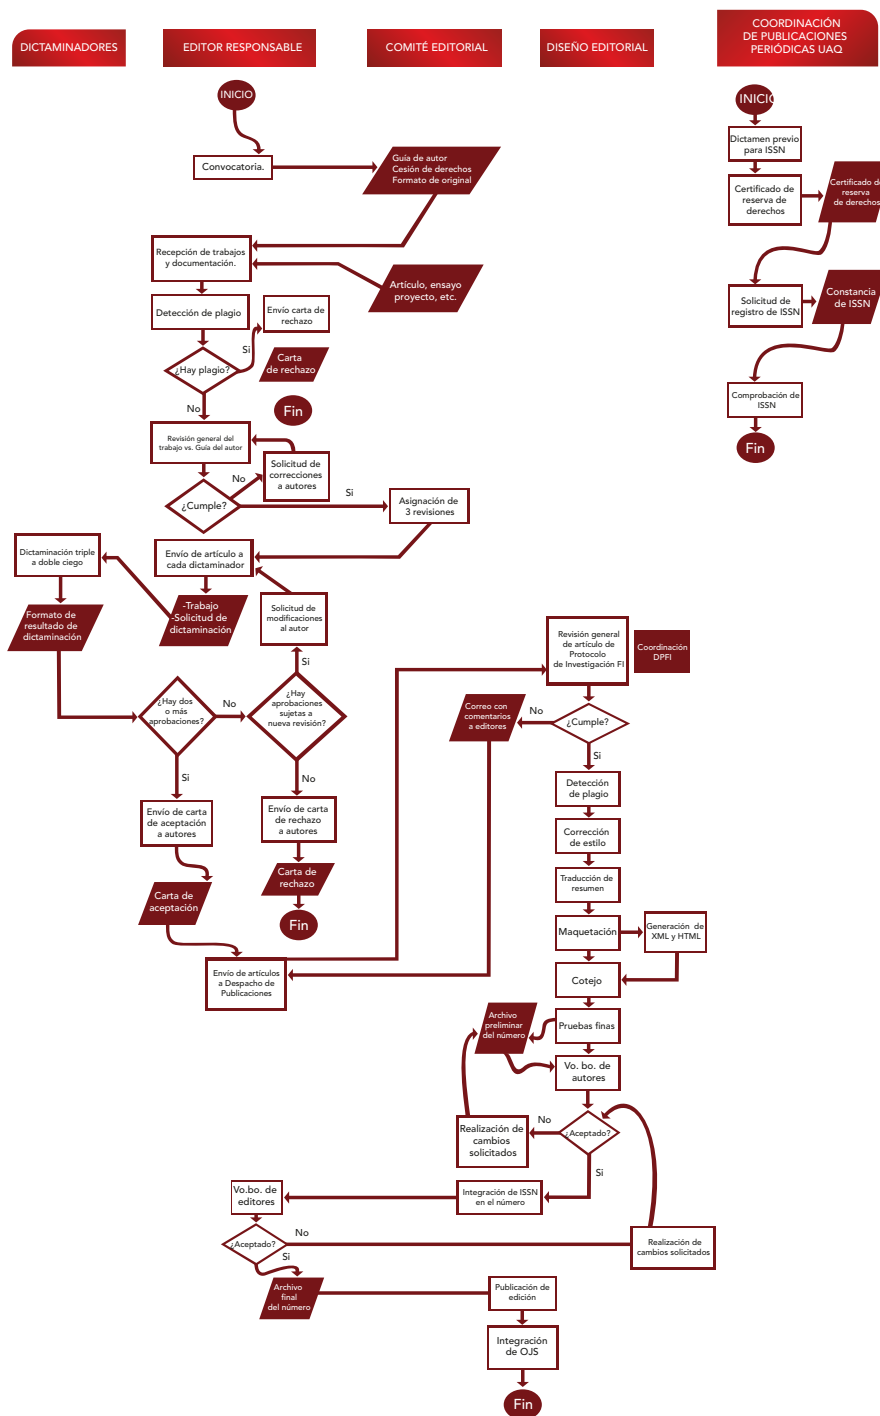 DICTAMINADORES
EDITOR RESPONSABLE
COMITÉ EDITORIAL
DISEÑO EDITORIAL
COORDINACIÓN
DE PUBLICACIONES
PERIÓDICAS UAQ
INICIO
Convocatoria.
Guía de autor
Cesión de derechos
Formato de original
Recepción de trabajos
y documentación.
Artículo, ensayo
proyecto, etc.
Detección de plagio
Envío carta de
rechazo
Si
¿Hay plagio?
Carta
de rechazo
No
Fin
Revisión general del
trabajo vs. Guía del autor
No
Solicitud de
correcciones
a autores
¿Cumple?
Si
Asignación de
3 revisiones
Dictaminación triple
a doble ciego
Envío de artículo a
cada dictaminador
Formato de
resultado de
dictaminación
-Trabajo
-Solicitud de
dictaminación
Solicitud de
modificaciones
al autor
Si
¿Hay dos
o más
aprobaciones?
No
¿Hay
aprobaciones
sujetas a
nueva revisión?
Si
No
Envío de carta
de aceptación
a autores
Envío de carta
de rechazo
a autores
Carta de
aceptación
Carta de
rechazo
Fin
Envío de artículos
a Despacho de
Publicaciones
Revisión general
de artículo de
Protocolo
de Investigación FI
Coordinación
DPFI
Correo con
comentarios
a editores
No
¿Cumple?
Si
Detección
de plagio
Corrección
de estilo
Traducción de
resumen
Maquetación
Generación de
XML y HTML
Cotejo
Archivo
preliminar
del número
Pruebas finas
Vo. bo. de
autores
Realización de
cambios
solicitados
No
¿Aceptado?
Si
Vo.bo. de
editores
Integración de ISSN
en el número
¿Aceptado?
No
Si
Realización de
cambios solicitados
Archivo
final
del número
Publicación de
edición
Integración
de OJS
Fin
INICIO
Dictamen previo
para ISSN
Certificado de
reserva de
derechos
Certificado de
reserva
de derechos
Solicitud de
registro de ISSN
Constancia
de ISSN
Comprobación de
ISSN
Fin